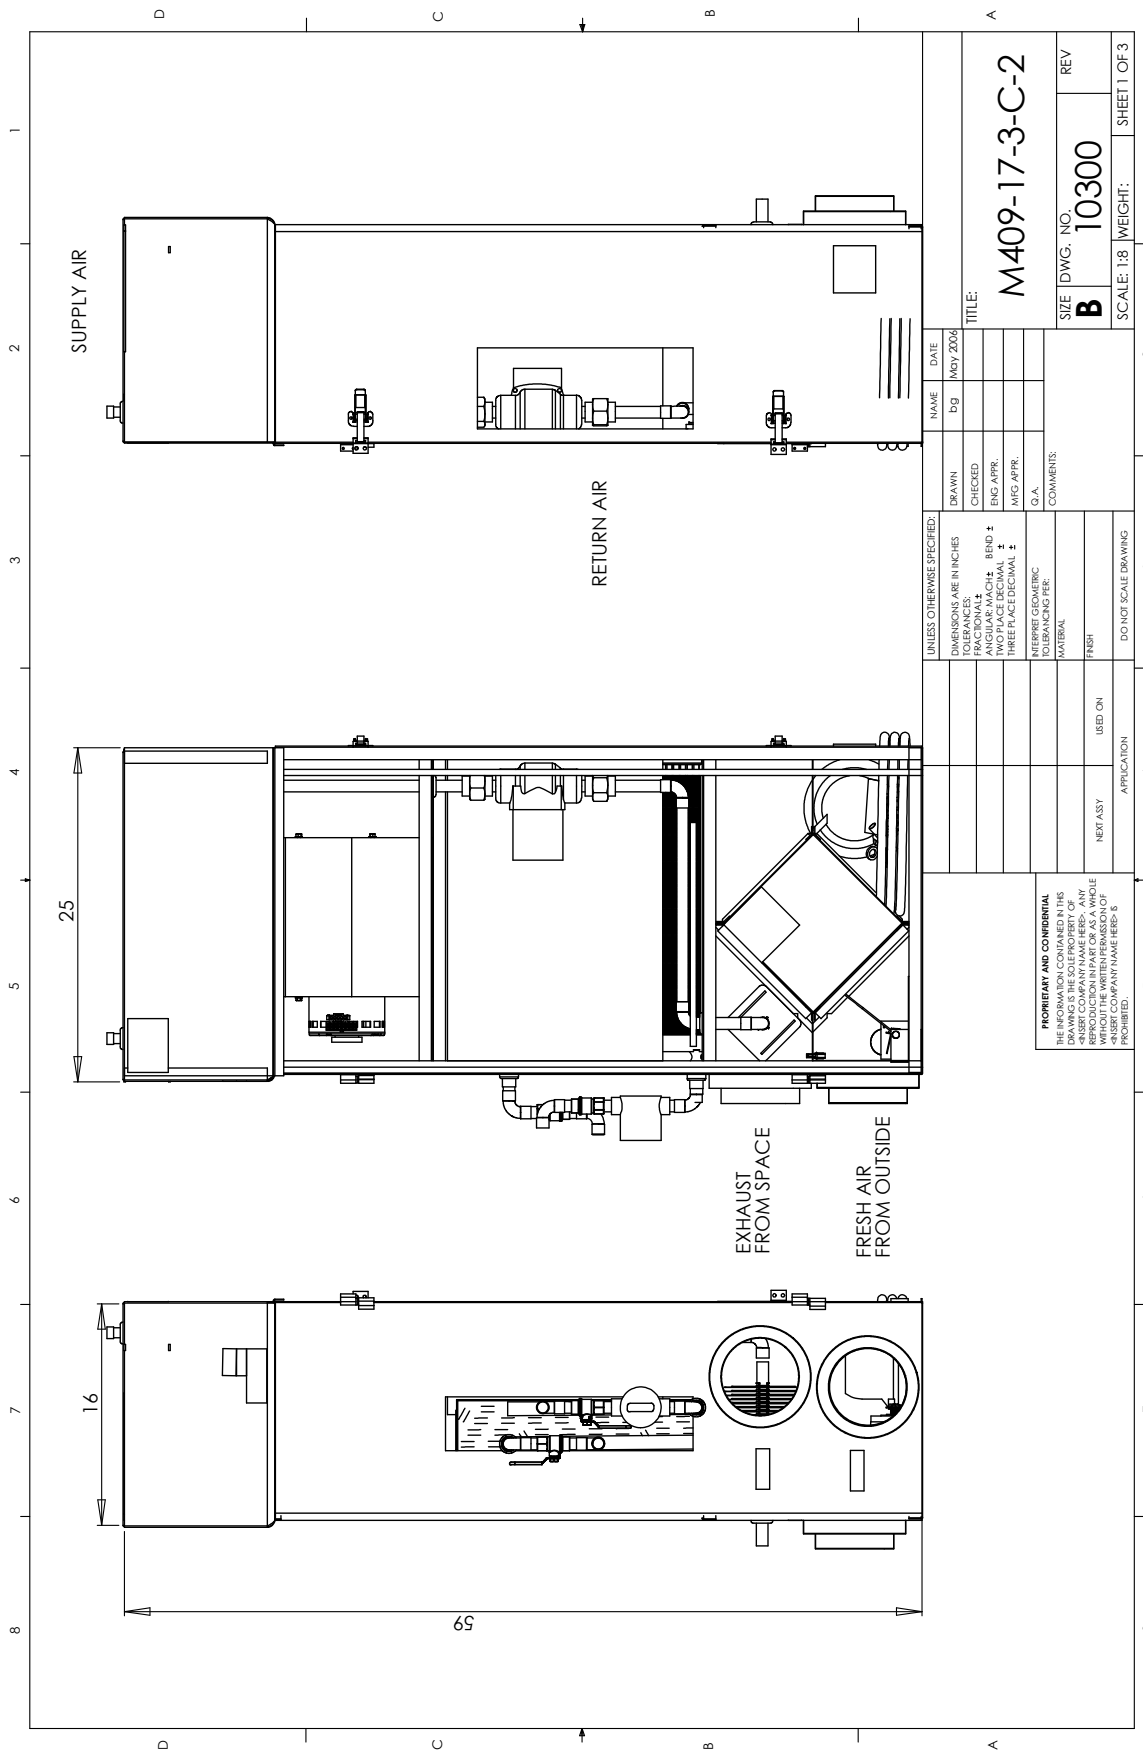 8
7
6
5
4
3
2
1
D
C
B
A
D
C
B
A
SUPPLY AIR
RETURN AIR
25
16
59
EXHAUST
FROM SPACE
FRESH AIR
FROM OUTSIDE
PROPRIETARY AND CONFIDENTIAL
THE INFORMATION CONTAINED IN THIS
DRAWING IS THE SOLE PROPERTY OF
<INSERT COMPANY NAME HERE>. ANY
REPRODUCTION IN PART OR AS A WHOLE
WITHOUT THE WRITTEN PERMISSION OF
<INSERT COMPANY NAME HERE> IS
PROHIBITED.
NEXT ASSY
USED ON
APPLICATION
UNLESS OTHERWISE SPECIFIED:
DIMENSIONS ARE IN INCHES
TOLERANCES:
FRACTIONAL ±
ANGULAR: MACH ± BEND ±
TWO PLACE DECIMAL ±
THREE PLACE DECIMAL ±
INTERPRET GEOMETRIC
TOLERANCING PER:
MATERIAL
FINISH
DO NOT SCALE DRAWING
NAME
DATE
DRAWN
bg
May 2006
CHECKED
ENG APPR.
MFG APPR.
Q.A.
COMMENTS:
TITLE:
M409-17-3-C-2
SIZE
B
DWG. NO.
10300
REV
SCALE: 1:8
WEIGHT:
SHEET 1 OF 3